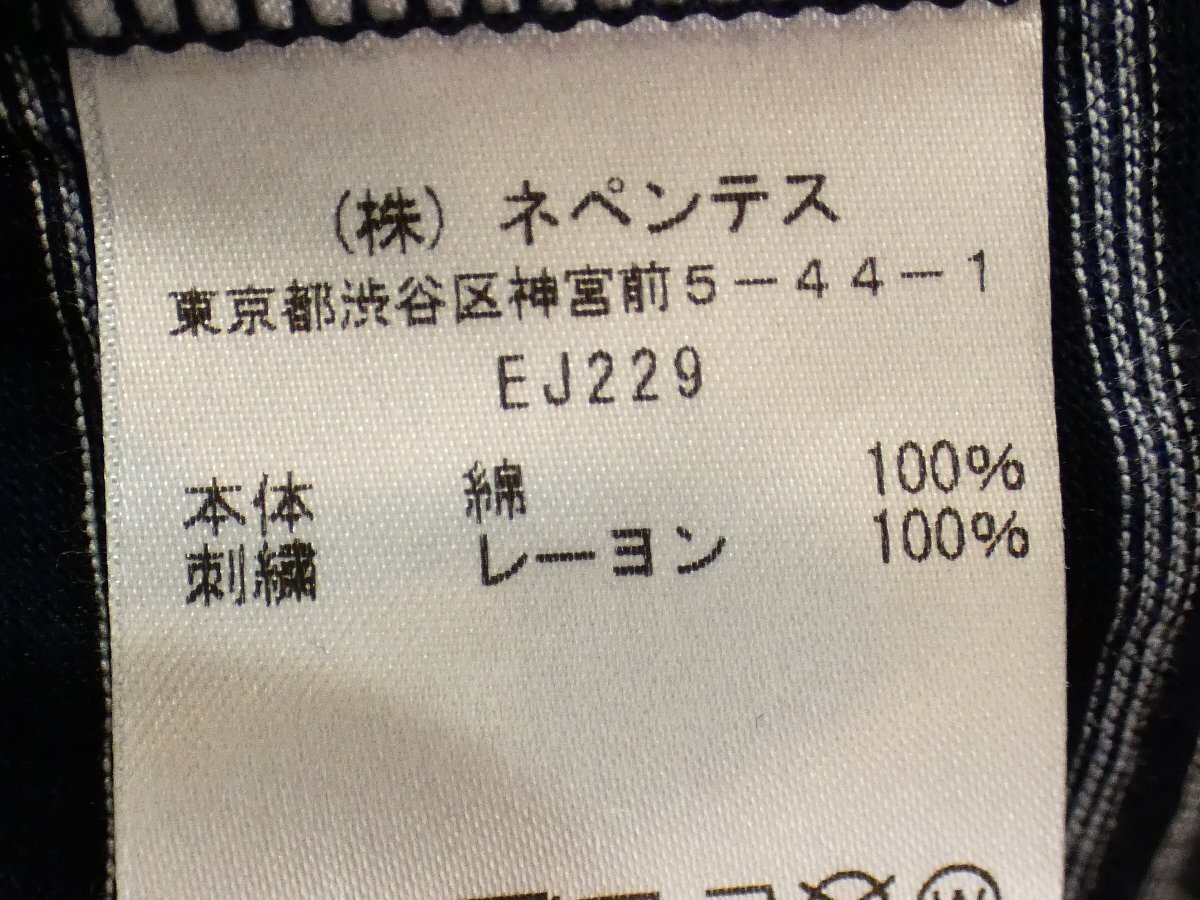 (株) ネペンテス
東京都渋谷区神宮前5-44-1
EJ229
本体 綿 100%
刺繍 レーヨン 100%
W